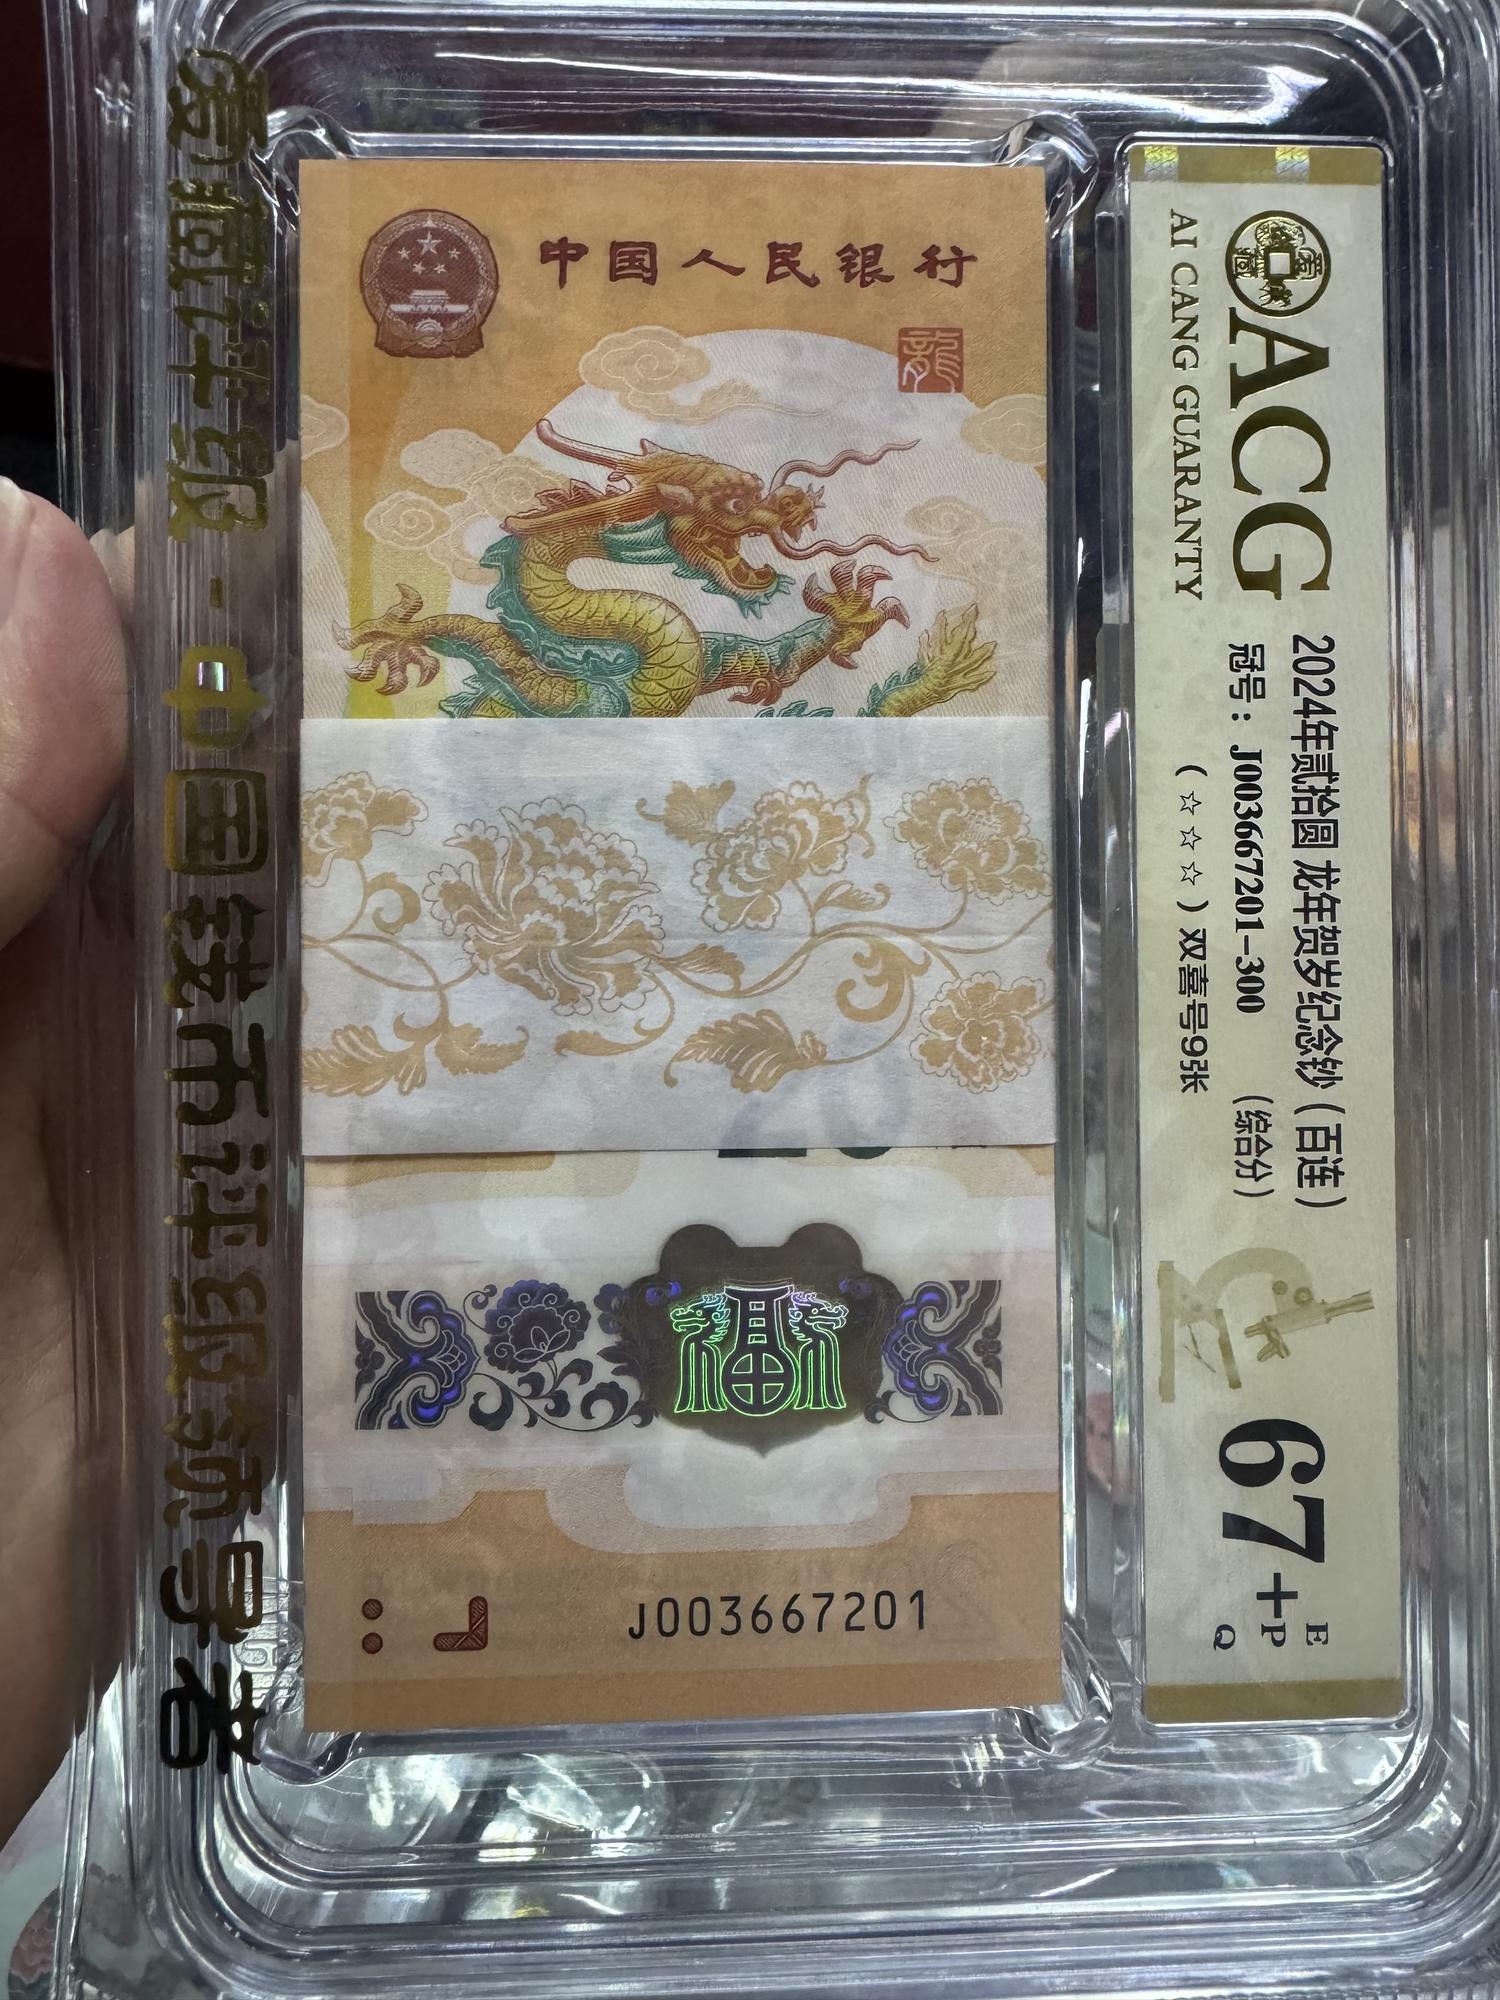 中国人民银行
龍
J003667201
ACG
AI CANG GUARANTY
2024年贰拾圆 龙年贺岁纪念钞（百连）
冠号：J003667201-300 （综合分）
（☆☆☆）双喜号9张
67+
E
P
Q
爱藏评级-中国钱币评级领导者